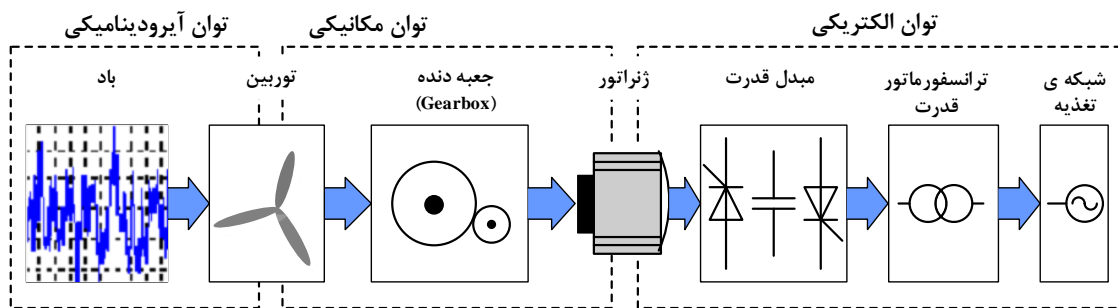 توان آیرودینامیکی
توان مکانیکی
توان الکتریکی
باد
توربین
جعبه دنده
(Gearbox)
ژنراتور
مبدل قدرت
ترانسفورماتور
قدرت
شبکه ی
تغذیه